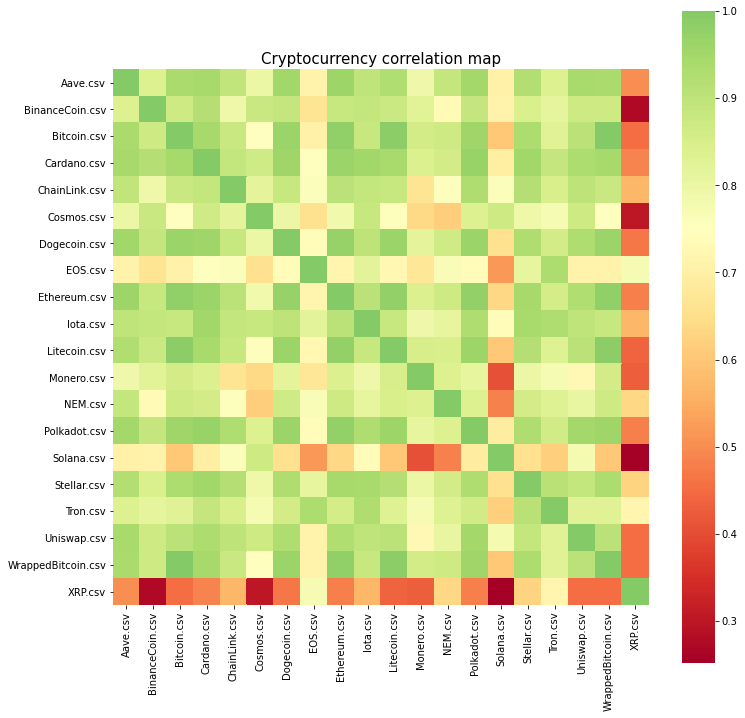 Cryptocurrency correlation map
Aave.csv
BinanceCoin.csv
Bitcoin.csv
Cardano.csv
ChainLink.csv
Cosmos.csv
Dogecoin.csv
EOS.csv
Ethereum.csv
Iota.csv
Litecoin.csv
Monero.csv
NEM.csv
Polkadot.csv
Solana.csv
Stellar.csv
Tron.csv
Uniswap.csv
WrappedBitcoin.csv
XRP.csv
Aave.csv
BinanceCoin.csv
Bitcoin.csv
Cardano.csv
ChainLink.csv
Cosmos.csv
Dogecoin.csv
EOS.csv
Ethereum.csv
Iota.csv
Litecoin.csv
Monero.csv
NEM.csv
Polkadot.csv
Solana.csv
Stellar.csv
Tron.csv
Uniswap.csv
WrappedBitcoin.csv
XRP.csv
1.0
0.9
0.8
0.7
0.6
0.5
0.4
0.3